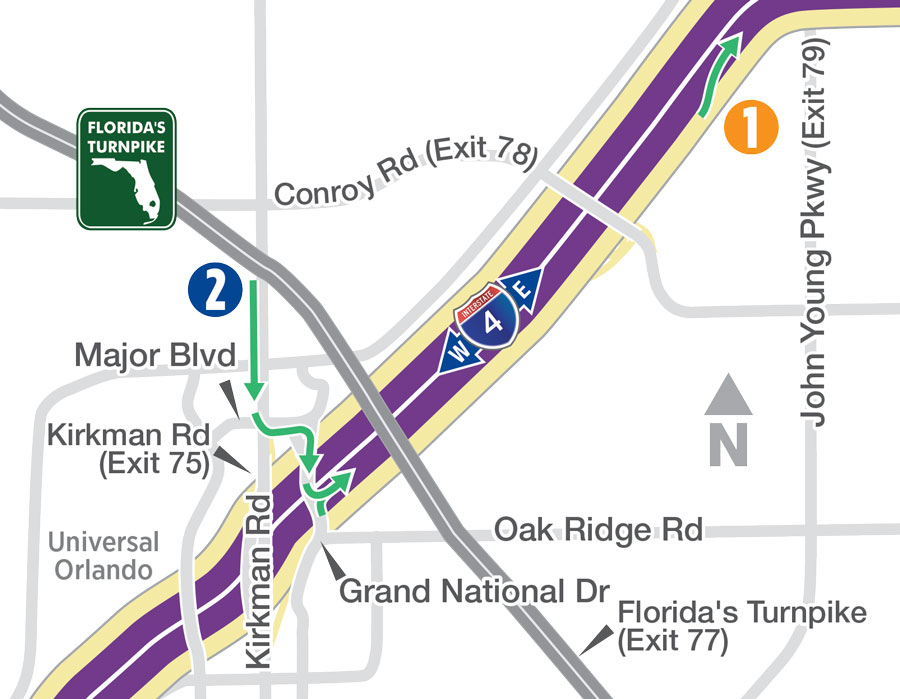 FLORIDA'S
TURNPIKE
Conroy Rd (Exit 78)
1
John Young Pkwy (Exit 79)
2
E
INTERSTATE
4
W
Major Blvd
Kirkman Rd
(Exit 75)
N
Universal
Orlando
Kirkman Rd
Oak Ridge Rd
Grand National Dr
Florida's Turnpike
(Exit 77)